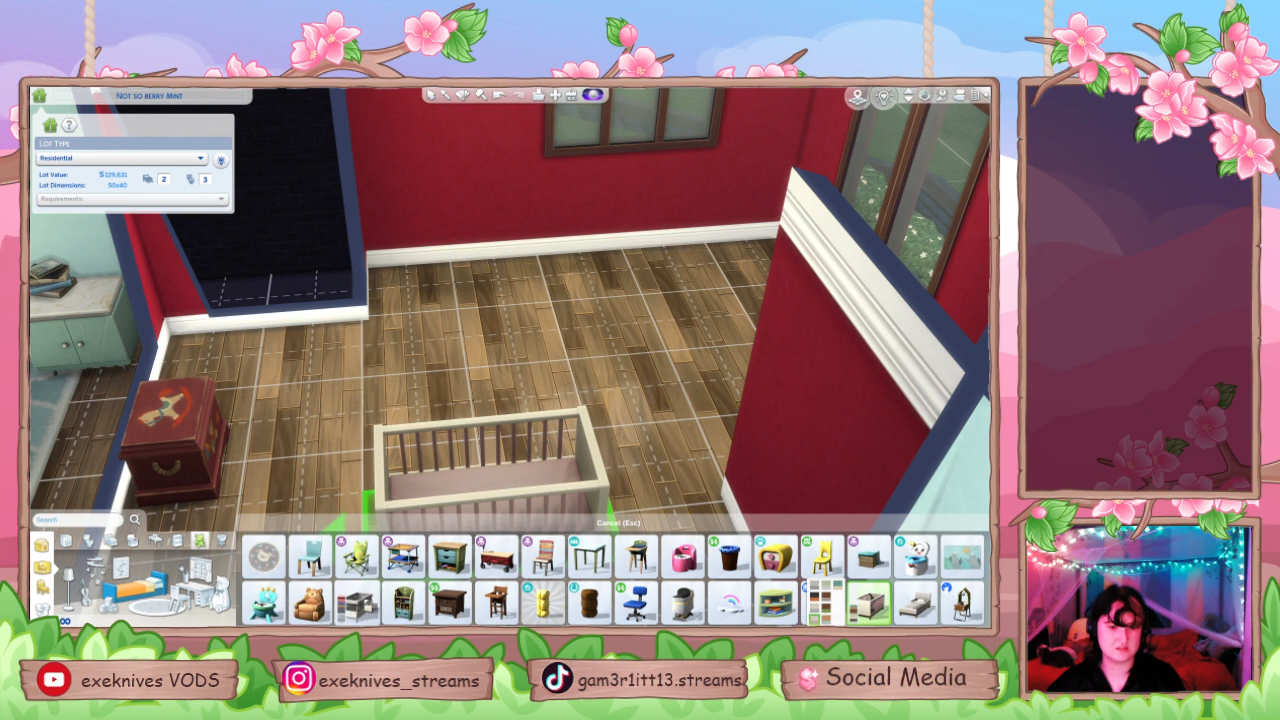 Not so Berry Mint
Lot Type
Residential
Lot Value: $129,631
2
3
Lot Dimensions: 50x40
Requirements:
Cancel (Esc)
Search
exeknives VODS
exeknives_streams
gam3r1itt13.streams
Social Media